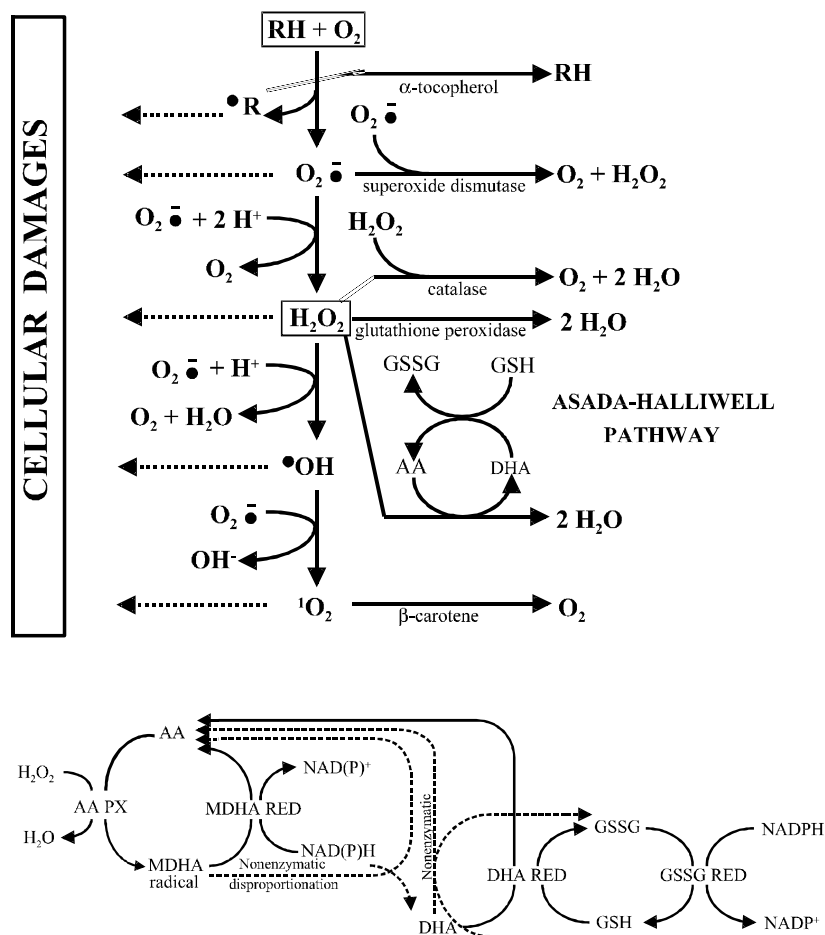 CELLULAR DAMAGES
RH + O₂
α-tocopherol
RH
•R
O₂•̄
O₂•̄
superoxide dismutase
O₂ + H₂O₂
O₂•̄ + 2 H⁺
O₂
H₂O₂
catalase
O₂ + 2 H₂O
H₂O₂
glutathione peroxidase
2 H₂O
O₂•̄ + H⁺
O₂ + H₂O
GSSG
GSH
ASADA-HALLIWELL
PATHWAY
•OH
AA
DHA
O₂•̄
2 H₂O
OH⁻
¹O₂
β-carotene
O₂
AA
H₂O₂
NAD(P)⁺
AA PX
MDHA RED
H₂O
NAD(P)H
MDHA
radical
Nonenzymatic
disproportionation
Nonenzymatic
GSSG
NADPH
DHA RED
GSSG RED
DHA
GSH
NADP⁺